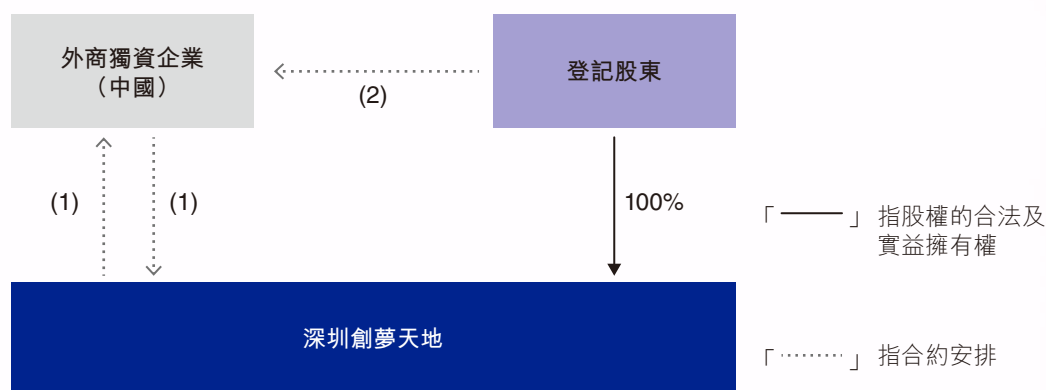 外商獨資企業
（中國）
登記股東
(2)
(1)
(1)
100%
「 」 指股權的合法及
實益擁有權
深圳創夢天地
「 」 指合約安排